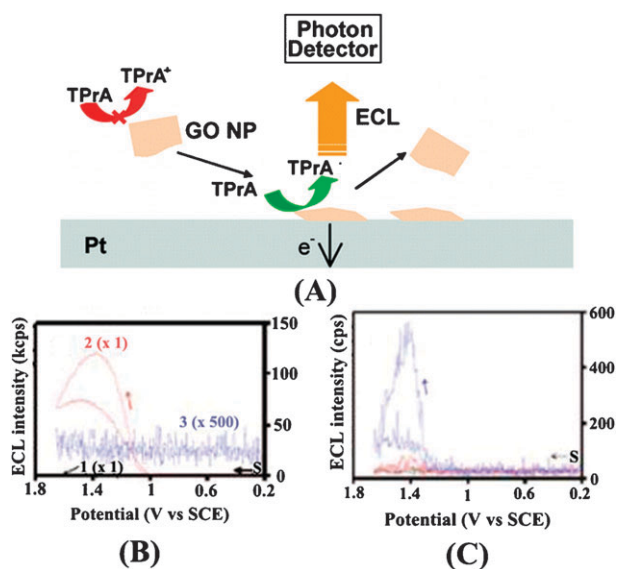 Photon
Detector
TPrA⁺
TPrA
GO NP
ECL
TPrA
TPrA·
Pt
e⁻
(A)
ECL intensity (kcps)
2 (x 1)
3 (x 500)
1 (x 1)
S
150
100
50
0
1.8 1.4 1 0.6 0.2
Potential (V vs SCE)
(B)
ECL intensity (cps)
S
600
400
200
0
1.8 1.4 1 0.6 0.2
Potential (V vs SCE)
(C)